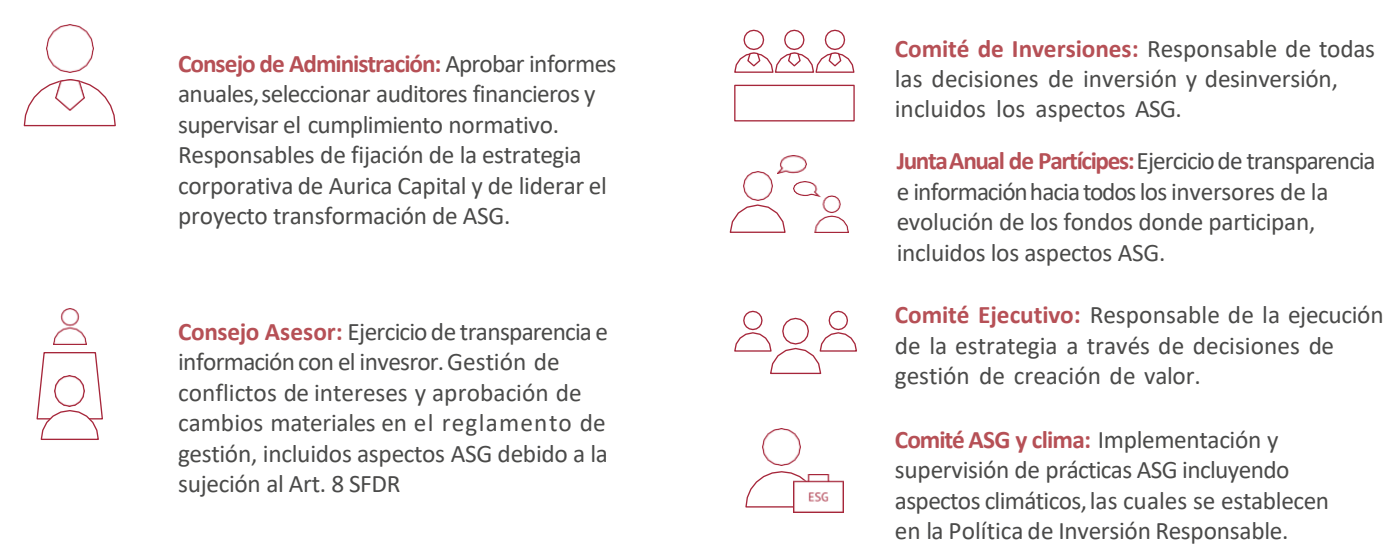 Consejo de Administración: Aprobar informes
anuales, seleccionar auditores financieros y
supervisar el cumplimiento normativo.
Responsables de fijación de la estrategia
corporativa de Aurica Capital y de liderar el
proyecto transformación de ASG.
Consejo Asesor: Ejercicio de transparencia e
información con el invesror. Gestión de
conflictos de intereses y aprobación de
cambios materiales en el reglamento de
gestión, incluidos aspectos ASG debido a la
sujeción al Art. 8 SFDR
Comité de Inversiones: Responsable de todas
las decisiones de inversión y desinversión,
incluidos los aspectos ASG.
Junta Anual de Partícipes: Ejercicio de transparencia
e información hacia todos los inversores de la
evolución de los fondos donde participan,
incluidos los aspectos ASG.
Comité Ejecutivo: Responsable de la ejecución
de la estrategia a través de decisiones de
gestión de creación de valor.
Comité ASG y clima: Implementación y
supervisión de prácticas ASG incluyendo
aspectos climáticos, las cuales se establecen
en la Política de Inversión Responsable.
ESG